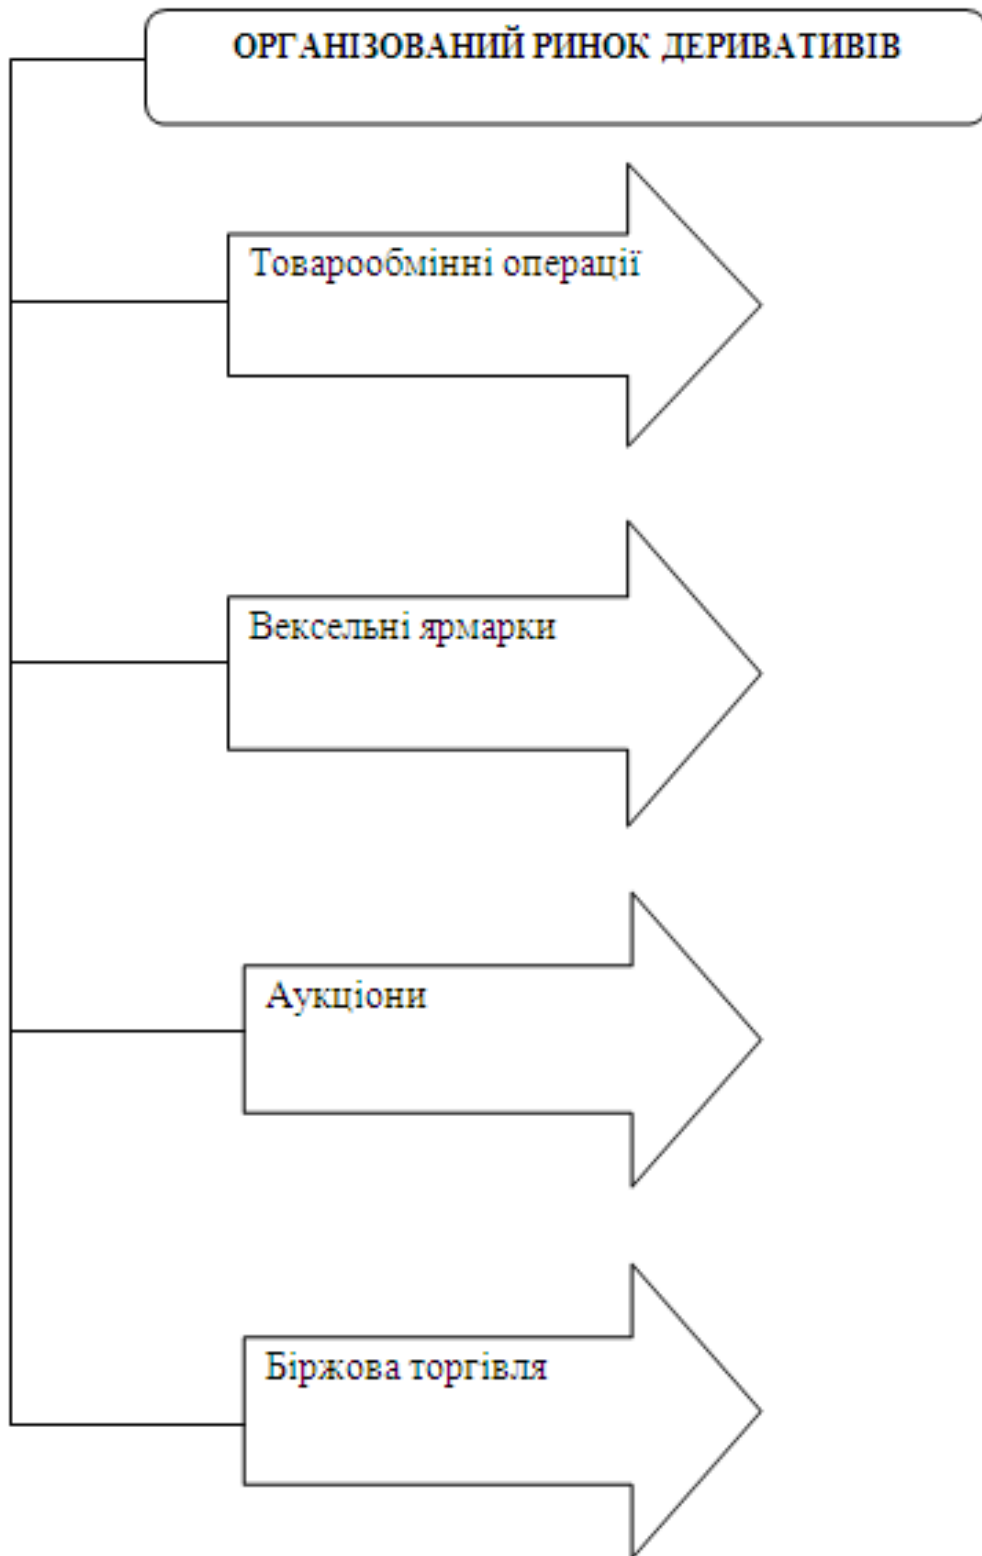 ОРГАНІЗОВАНИЙ РИНОК ДЕРИВАТИВІВ
Товарообмінні операції
Вексельні ярмарки
Аукціони
Біржова торгівля